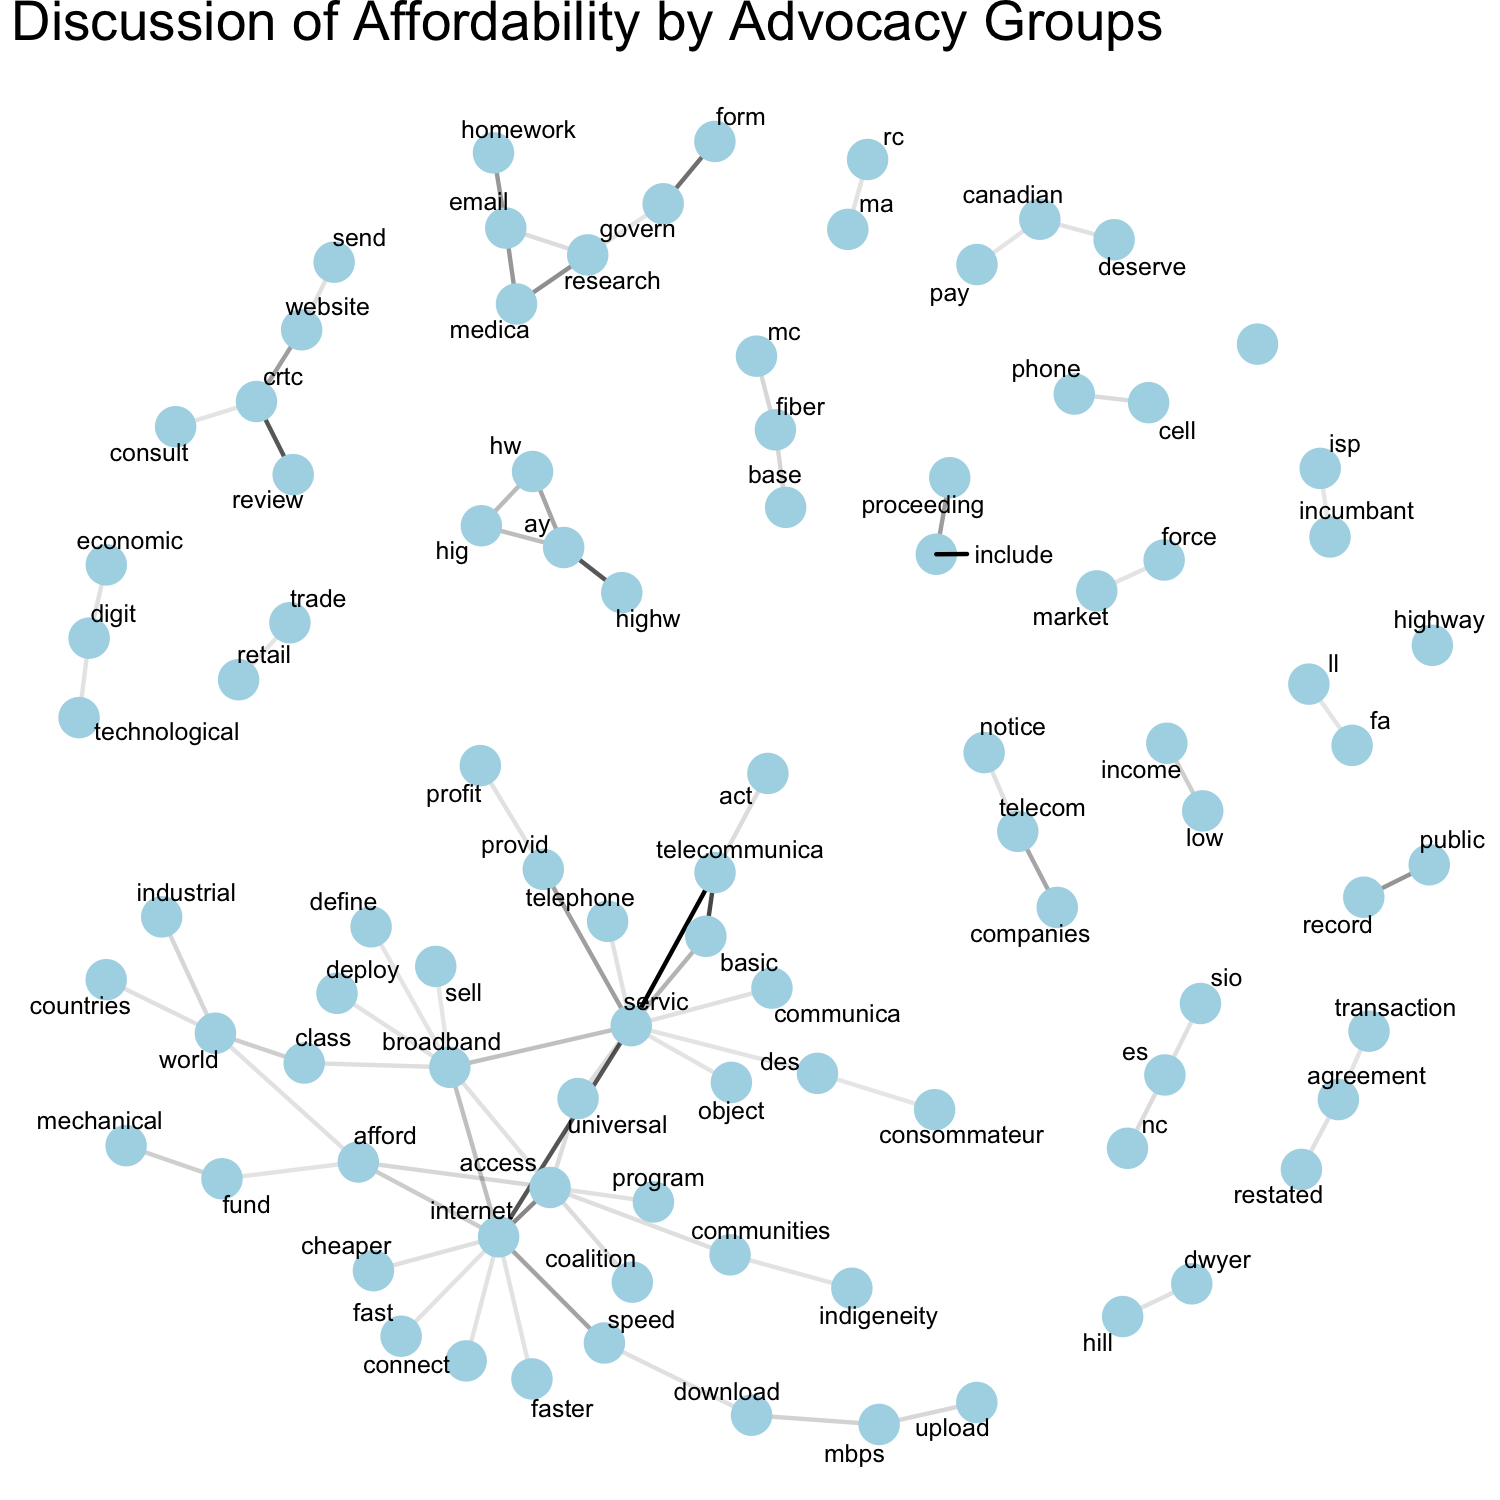 Discussion of Affordability by Advocacy Groups
form
homework
rc
email
govern
ma
canadian
send
research
deserve
website
medica
pay
mc
crtc
phone
fiber
cell
consult
hw
isp
review
base
proceeding
incumbant
economic
hig
ay
include
force
digit
trade
highw
market
highway
retail
ll
technological
notice
fa
profit
act
income
telecom
provid
telecommunica
low
public
industrial
define
telephone
companies
record
deploy
sell
basic
sio
countries
servic
communica
transaction
world
class
broadband
des
es
agreement
mechanical
afford
universal
object
consommateur
nc
fund
access
program
restated
internet
communities
cheaper
coalition
dwyer
fast
speed
indigeneity
hill
connect
faster
download
upload
mbps